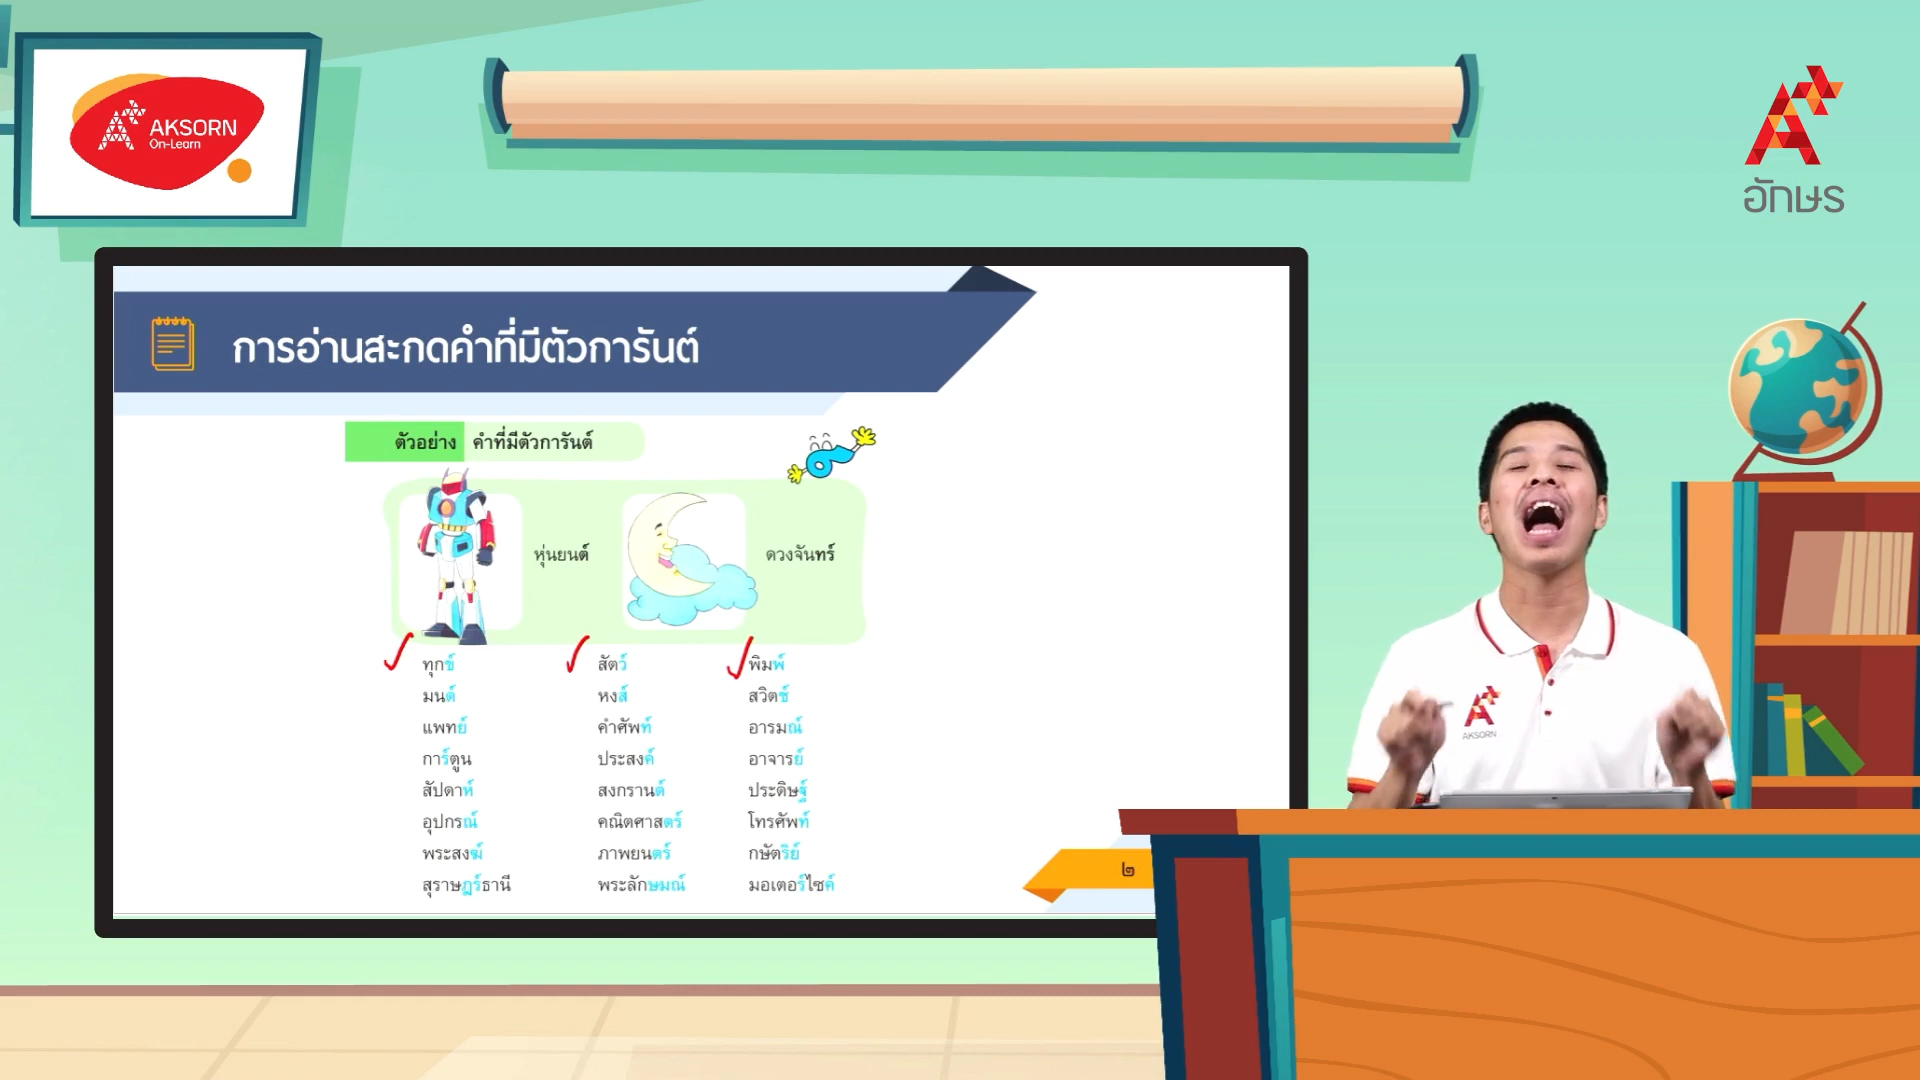 AKSORN
On-Learn
อักษร
การอ่านสะกดคำที่มีตัวการันต์
ตัวอย่าง คำที่มีตัวการันต์
หุ่นยนต์
ดวงจันทร์
ทุกข์ สัตว์ พิมพ์
มนต์ หงส์ สวิตช์
แพทย์ คำศัพท์ อารมณ์
การ์ตูน ประสงค์ อาจารย์
สัปดาห์ สงกรานต์ ประดิษฐ์
อุปกรณ์ คณิตศาสตร์ โทรศัพท์
พระสงฆ์ ภาพยนตร์ กษัตริย์
สุราษฎร์ธานี พระลักษมณ์ มอเตอร์ไซค์
๒
AKSORN